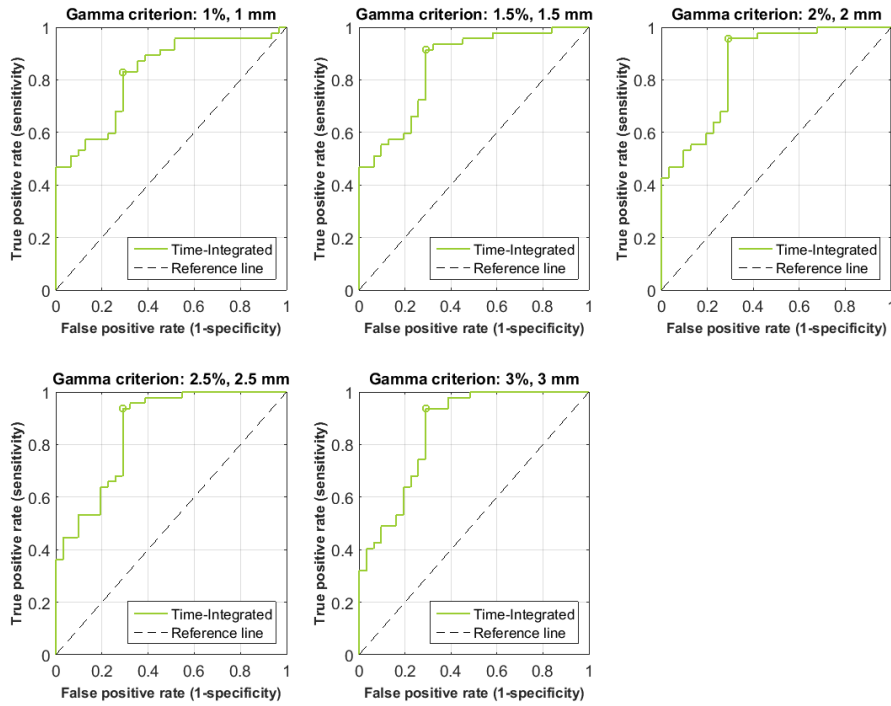 Gamma criterion: 1%, 1 mm
True positive rate (sensitivity)
1
0.8
0.6
0.4
0.2
0
Time-Integrated
Reference line
0 0.2 0.4 0.6 0.8 1
False positive rate (1-specificity)
Gamma criterion: 1.5%, 1.5 mm
True positive rate (sensitivity)
1
0.8
0.6
0.4
0.2
0
Time-Integrated
Reference line
0 0.2 0.4 0.6 0.8 1
False positive rate (1-specificity)
Gamma criterion: 2%, 2 mm
True positive rate (sensitivity)
1
0.8
0.6
0.4
0.2
0
Time-Integrated
Reference line
0 0.2 0.4 0.6 0.8 1
False positive rate (1-specificity)
Gamma criterion: 2.5%, 2.5 mm
True positive rate (sensitivity)
1
0.8
0.6
0.4
0.2
0
Time-Integrated
Reference line
0 0.2 0.4 0.6 0.8 1
False positive rate (1-specificity)
Gamma criterion: 3%, 3 mm
True positive rate (sensitivity)
1
0.8
0.6
0.4
0.2
0
Time-Integrated
Reference line
0 0.2 0.4 0.6 0.8 1
False positive rate (1-specificity)